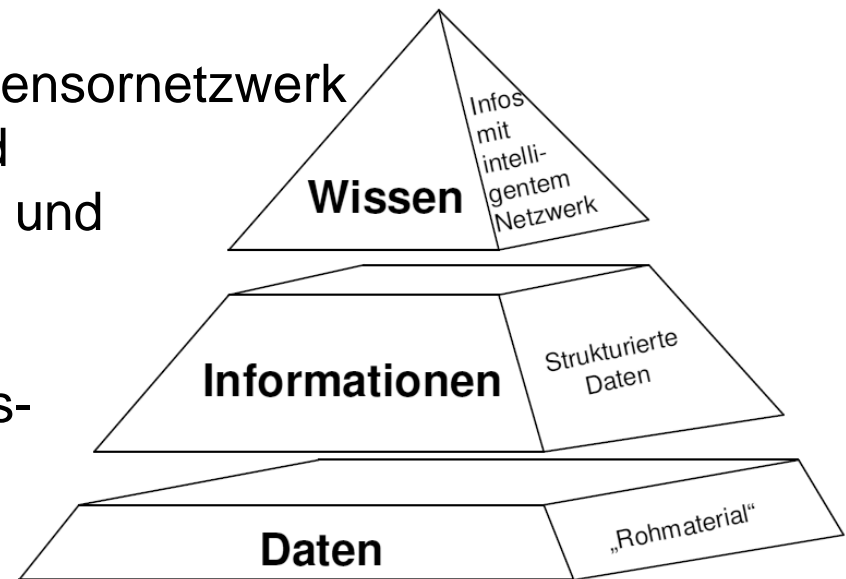 ensornetzwerk
und
Infos
mit
intelli-
gentem
Netzwerk
Wissen
Strukturierte
Daten
Informationen
s-
„Rohmaterial“
Daten